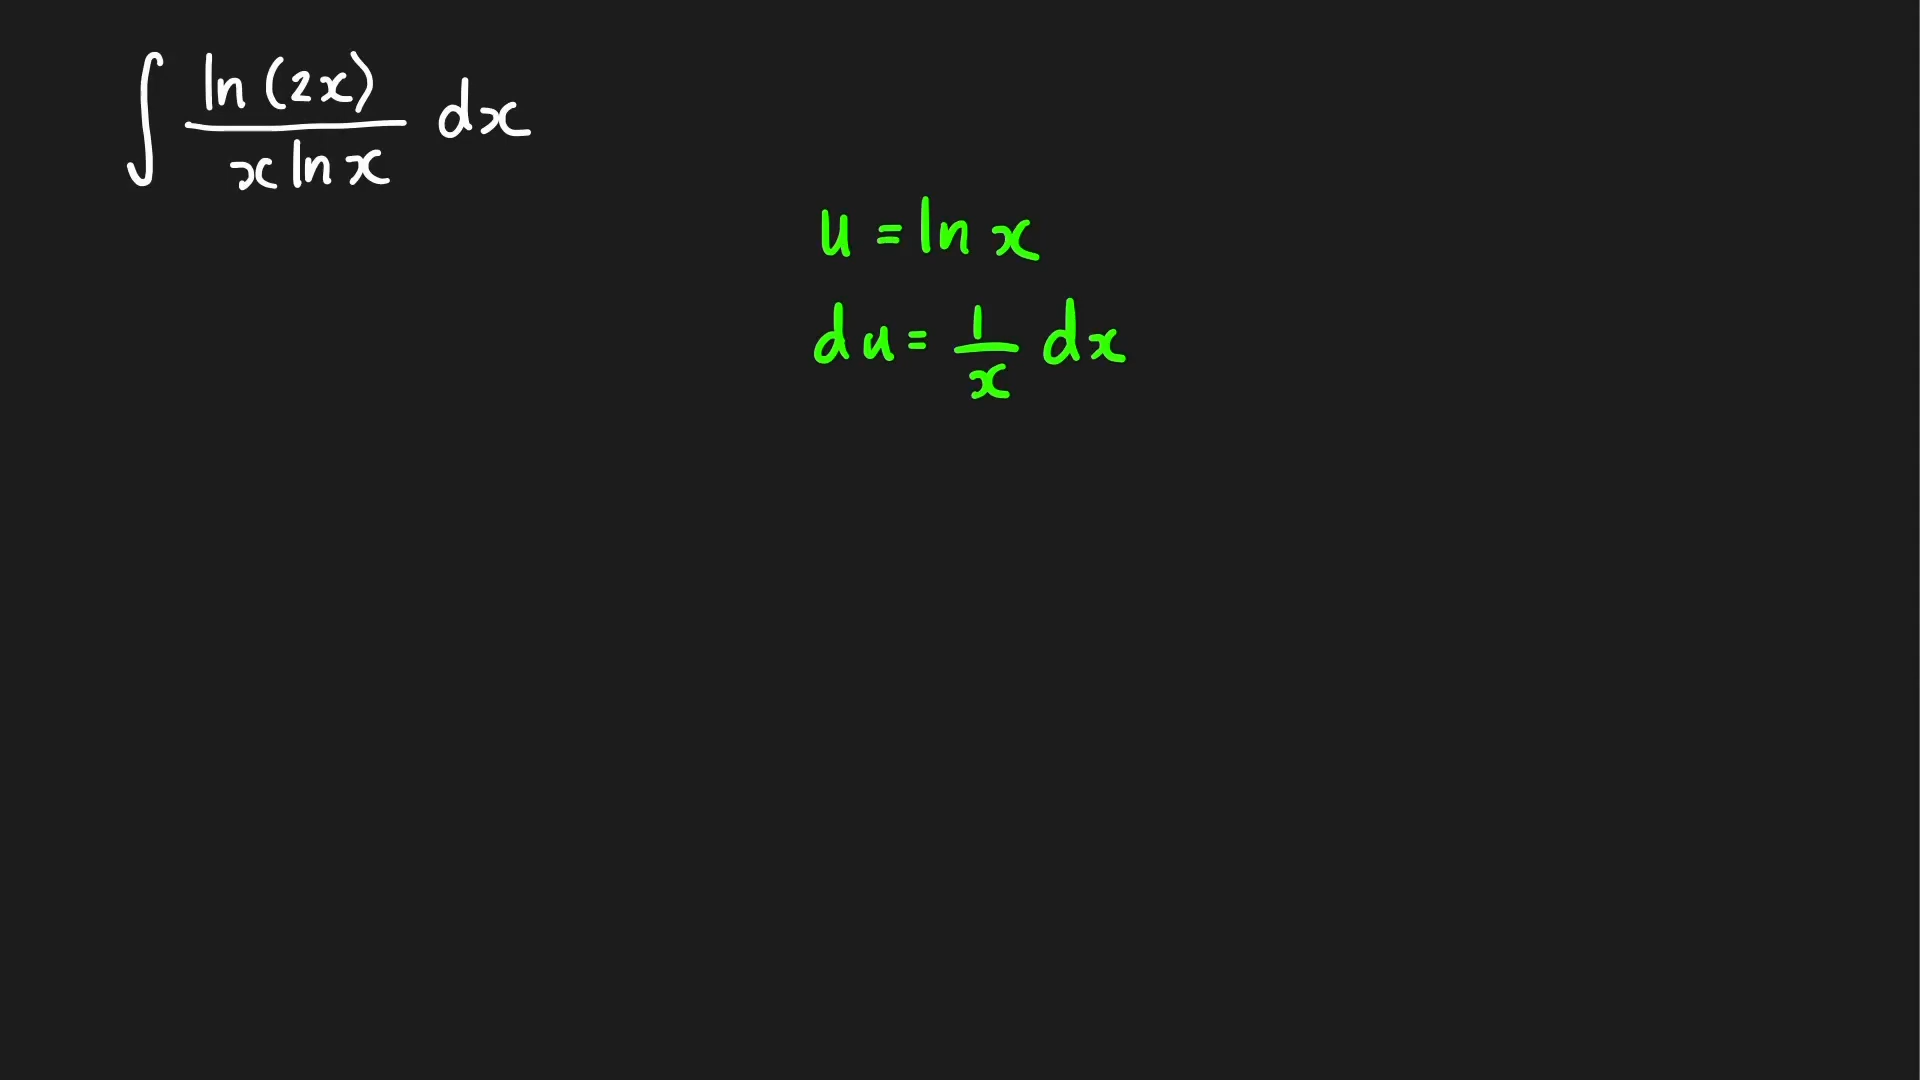 ∫ ln(2x) / (x ln x) dx
u = ln x
du = 1/x dx